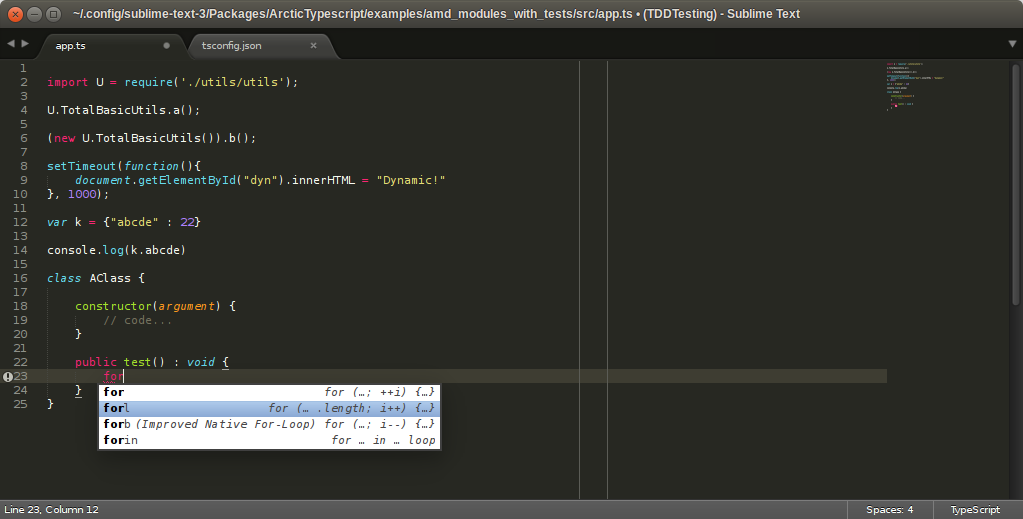 ~/.config/sublime-text-3/Packages/ArcticTypescript/examples/amd_modules_with_tests/src/app.ts • (TDDTesting) - Sublime Text
app.ts tsconfig.json
1
2 import U = require('./utils/utils');
3
4 U.TotalBasicUtils.a();
5
6 (new U.TotalBasicUtils()).b();
7
8 setTimeout(function(){
9 document.getElementById("dyn").innerHTML = "Dynamic!"
10 }, 1000);
11
12 var k = {"abcde" : 22}
13
14 console.log(k.abcde)
15
16 class AClass {
17
18 constructor(argument) {
19 // code...
20 }
21
22 public test() : void {
23 for
24 }
25 }
for for (…; ++i) {…}
forl for (… .length; i++) {…}
forb (Improved Native For-Loop) for (…; i--) {…}
forin for … in … loop
Line 23, Column 12 Spaces: 4 TypeScript